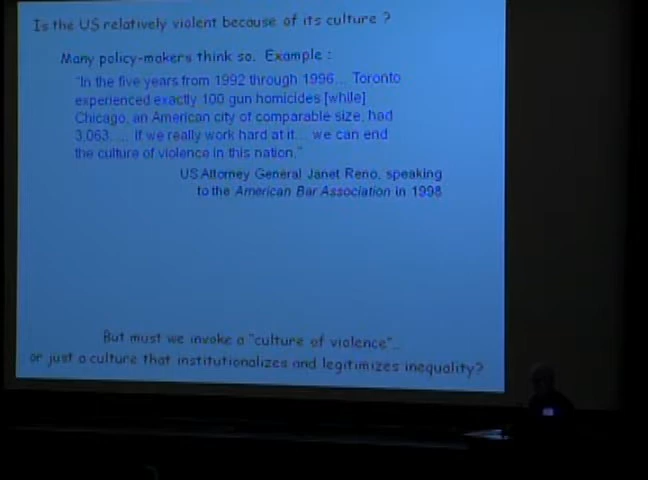 Is the US relatively violent because of its culture ?
Many policy-makers think so. Example :
"In the five years from 1992 through 1996... Toronto
experienced exactly 100 gun homicides [while]
Chicago, an American city of comparable size, had
3,063.... If we really work hard at it... we can end
the culture of violence in this nation."
US Attorney General Janet Reno, speaking
to the American Bar Association in 1998
But must we invoke a "culture of violence"...
or just a culture that institutionalizes and legitimizes inequality?